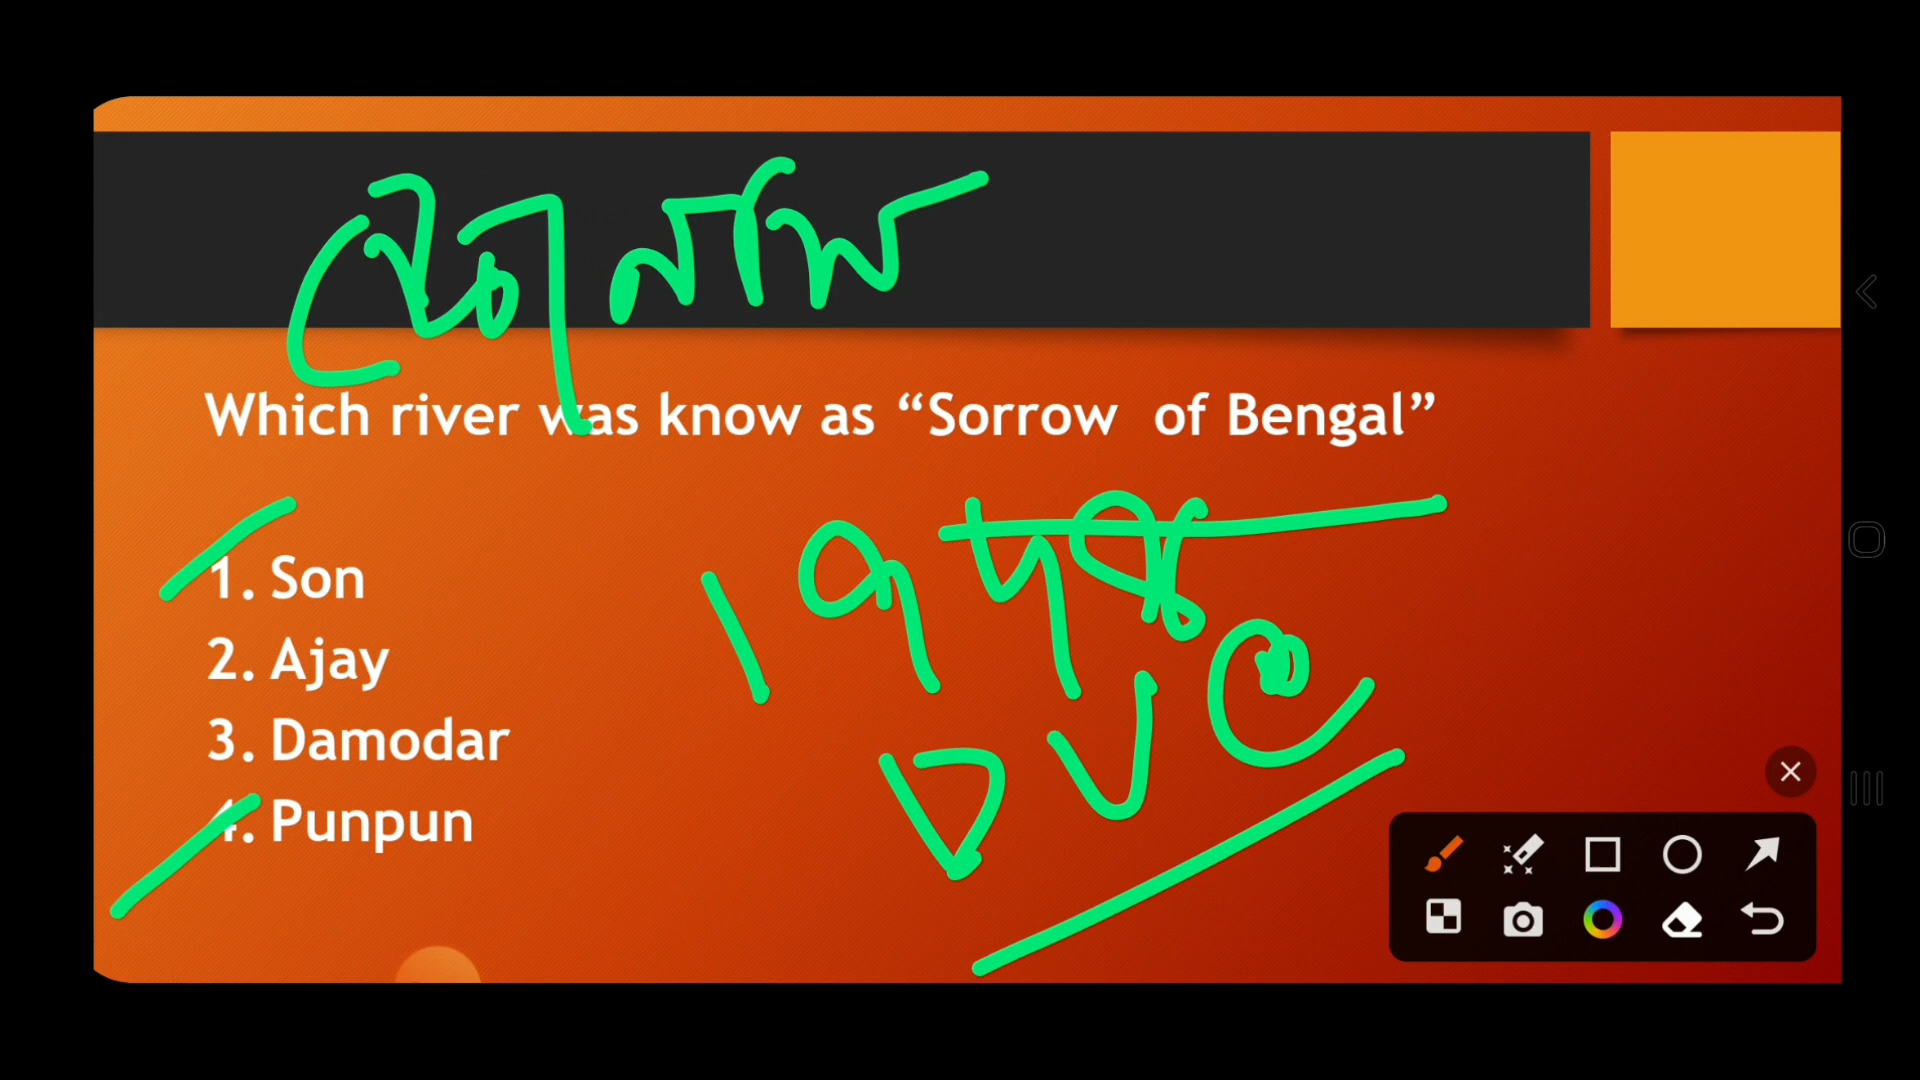 Which river was know as “Sorrow of Bengal”
1. Son
2. Ajay
3. Damodar
4. Punpun
DVC